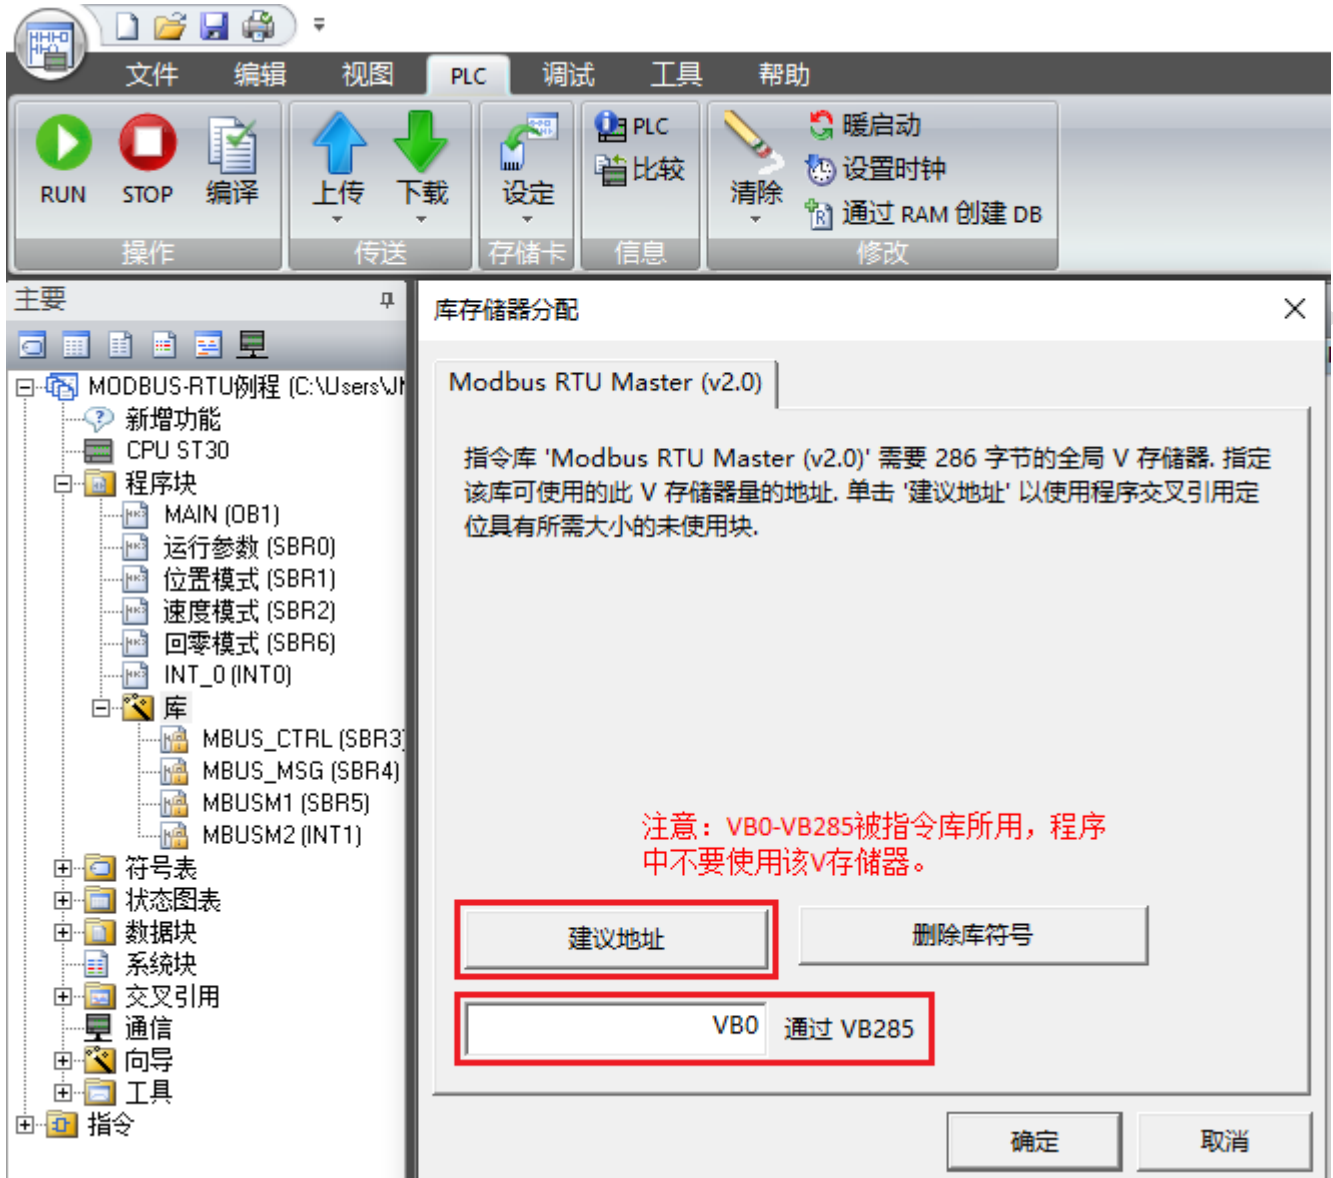 文件 编辑 视图 PLC 调试 工具 帮助
RUN STOP 编译 上传 下载 设定 PLC 比较 清除 暖启动 设置时钟 通过 RAM 创建 DB
操作 传送 存储卡 信息 修改
主要
MODBUS-RTU例程 (C:\Users\
新增功能
CPU ST30
程序块
MAIN (OB1)
运行参数 (SBR0)
位置模式 (SBR1)
速度模式 (SBR2)
回零模式 (SBR6)
INT_0 (INT0)
库
MBUS_CTRL (SBR3)
MBUS_MSG (SBR4)
MBUSM1 (SBR5)
MBUSM2 (INT1)
符号表
状态图表
数据块
系统块
交叉引用
通信
向导
工具
指令
库存储器分配
Modbus RTU Master (v2.0)
指令库 'Modbus RTU Master (v2.0)' 需要 286 字节的全局 V 存储器. 指定
该库可使用的此 V 存储器量的地址. 单击 '建议地址' 以使用程序交叉引用定
位具有所需大小的未使用块.
注意：VB0-VB285被指令库所用，程序
中不要使用该V存储器。
建议地址 删除库符号
VB0 通过 VB285
确定 取消